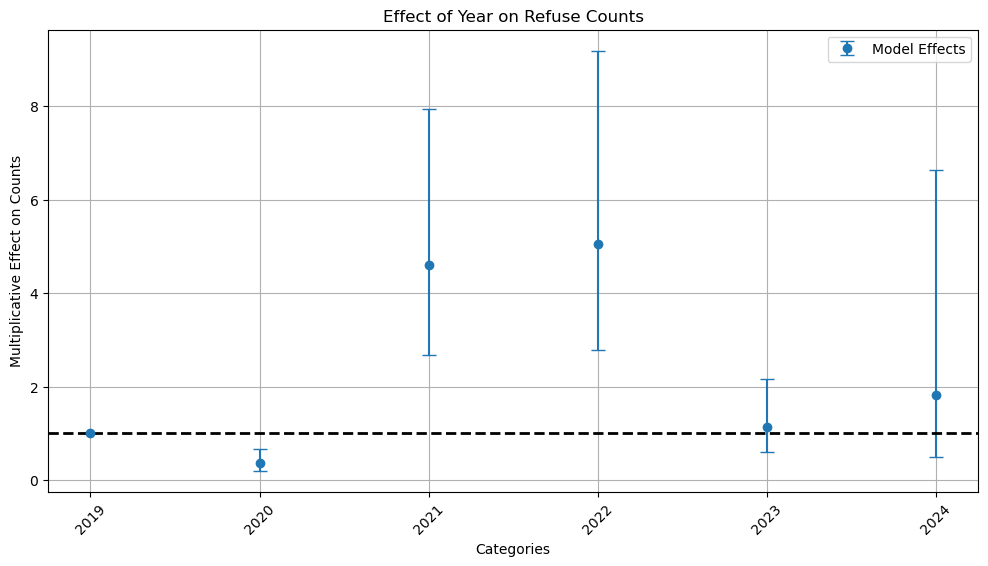 Effect of Year on Refuse Counts
Model Effects
Multiplicative Effect on Counts
8
6
4
2
0
2019
2020
2021
2022
2023
2024
Categories